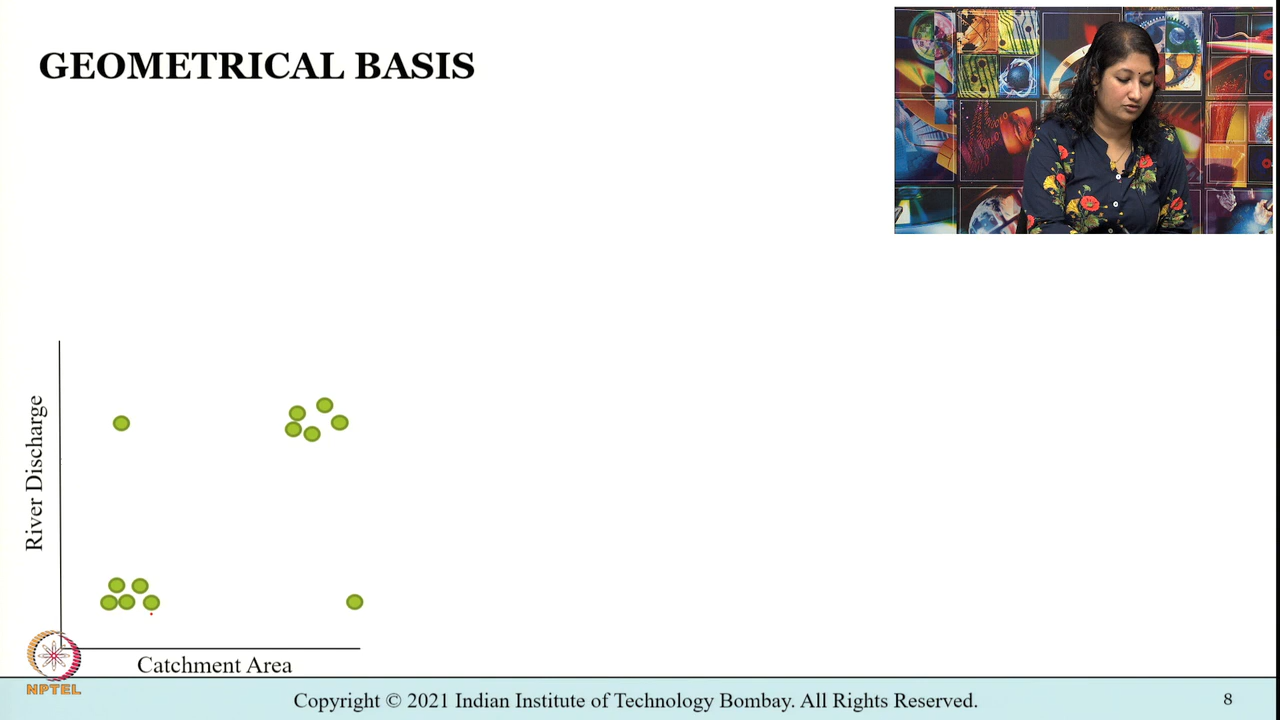 GEOMETRICAL BASIS
River Discharge
Catchment Area
NPTEL
Copyright © 2021 Indian Institute of Technology Bombay. All Rights Reserved.
8